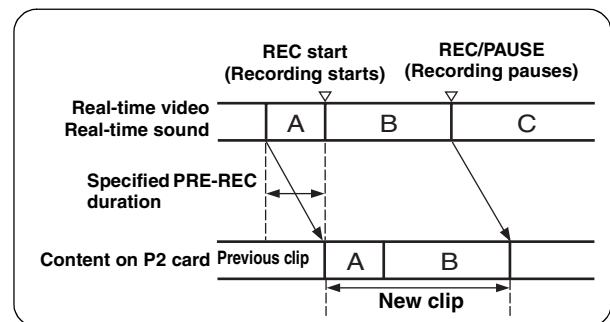 REC start
(Recording starts)
REC/PAUSE
(Recording pauses)
Real-time video
Real-time sound
A
B
C
Specified PRE-REC
duration
Content on P2 card
Previous clip
A
B
New clip